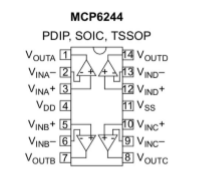 MCP6244
PDIP, SOIC, TSSOP
VOUTA 1 14 VOUTD
VINA– 2 13 VIND–
VINA+ 3 12 VIND+
VDD 4 11 VSS
VINB+ 5 10 VINC+
VINB– 6 9 VINC–
VOUTB 7 8 VOUTC